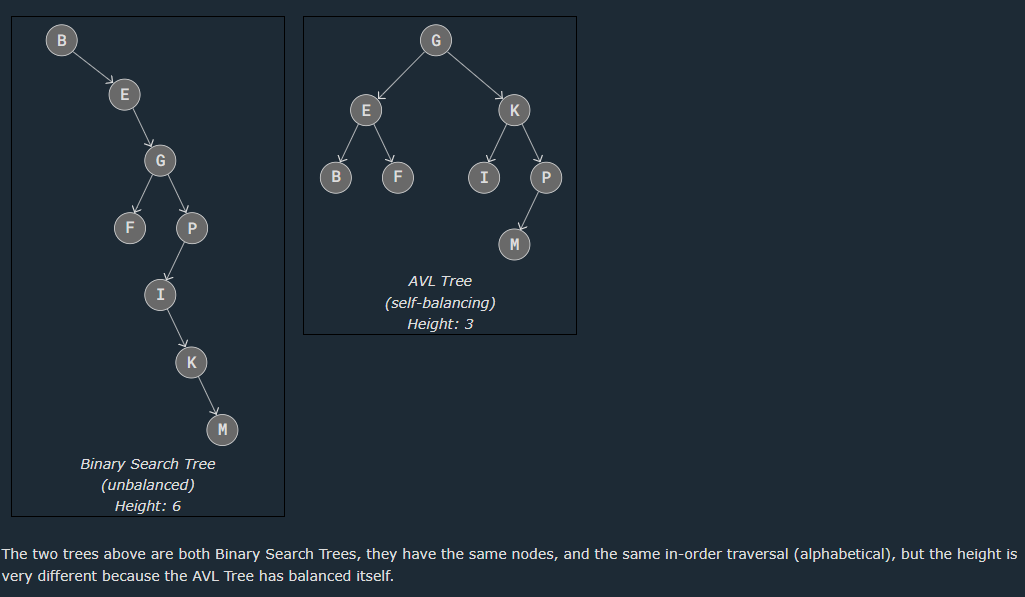 B
E
G
F P
I
K
M
Binary Search Tree
(unbalanced)
Height: 6
G
E K
B F I P
M
AVL Tree
(self-balancing)
Height: 3
The two trees above are both Binary Search Trees, they have the same nodes, and the same in-order traversal (alphabetical), but the height is
very different because the AVL Tree has balanced itself.